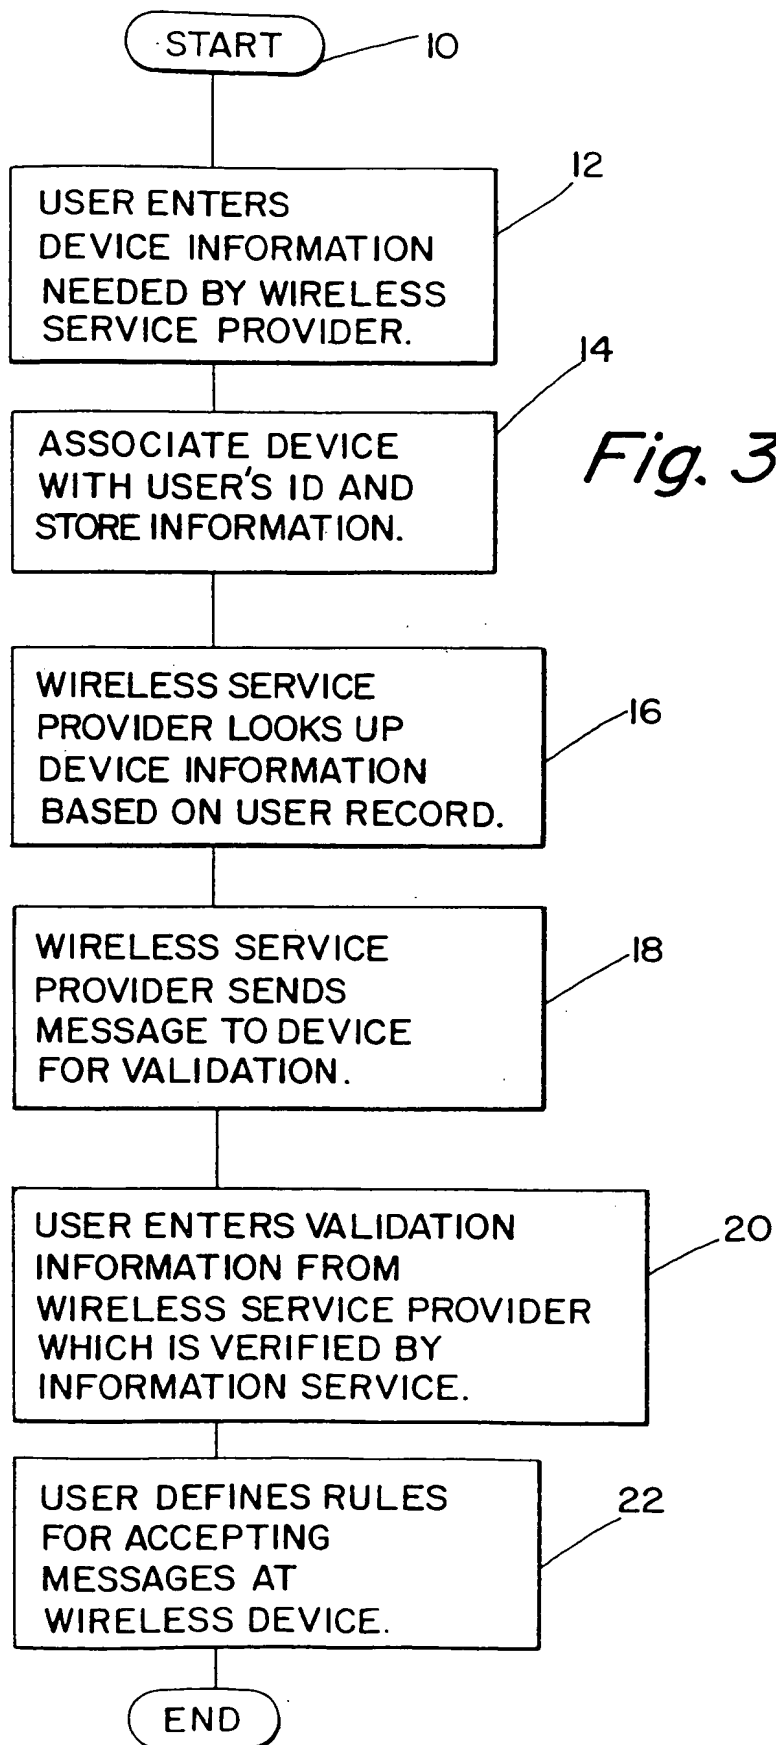 START
10
12
USER ENTERS
DEVICE INFORMATION
NEEDED BY WIRELESS
SERVICE PROVIDER.
14
ASSOCIATE DEVICE
WITH USER'S ID AND
STORE INFORMATION.
Fig. 3
WIRELESS SERVICE
PROVIDER LOOKS UP
DEVICE INFORMATION
BASED ON USER RECORD.
16
WIRELESS SERVICE
PROVIDER SENDS
MESSAGE TO DEVICE
FOR VALIDATION.
18
USER ENTERS VALIDATION
INFORMATION FROM
WIRELESS SERVICE PROVIDER
WHICH IS VERIFIED BY
INFORMATION SERVICE.
20
USER DEFINES RULES
FOR ACCEPTING
MESSAGES AT
WIRELESS DEVICE.
22
END